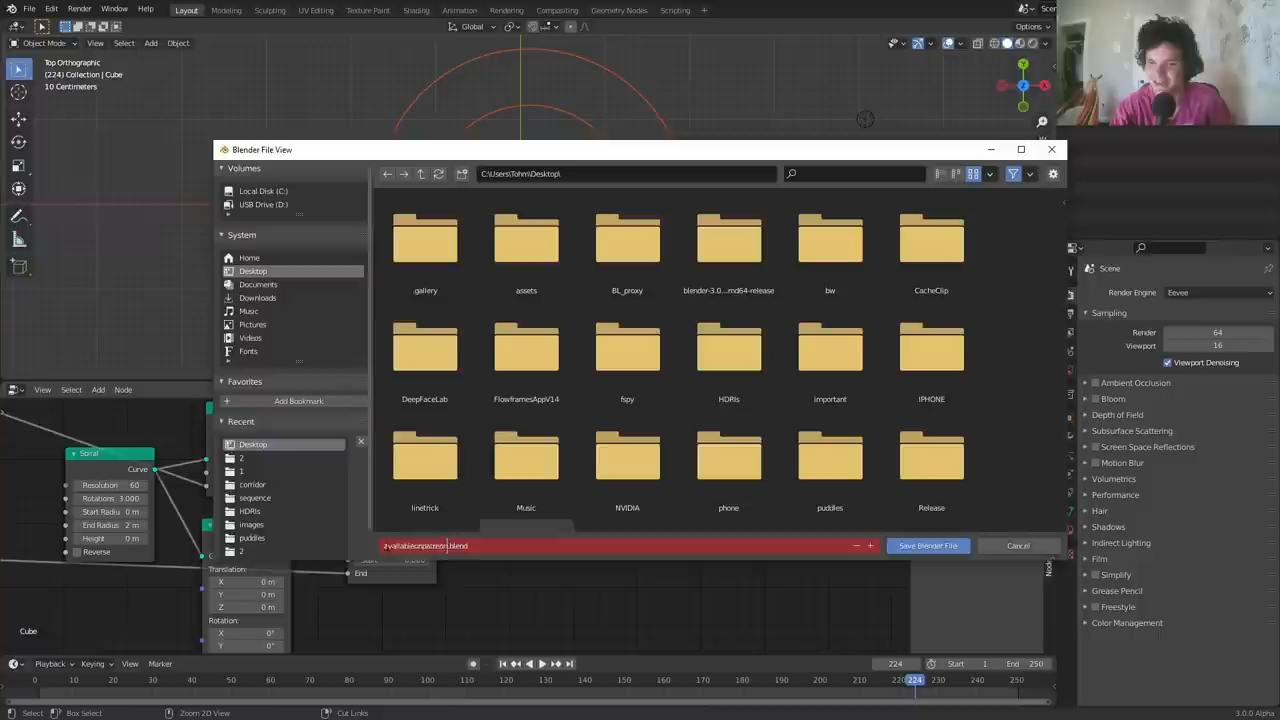 File Edit Render Window Help Layout Modeling Sculpting UV Editing Texture Paint Shading Animation Rendering Compositing Geometry Nodes Scripting + Scene
Global Options
Object Mode View Select Add Object
Top Orthographic
(224) Collection | Cube
10 Centimeters
Blender File View
Volumes
C:\Users\Tohm\Desktop\
Local Disk (C:)
USB Drive (D:)
System
Home
Desktop
Documents
Downloads
Music
Pictures
Videos
Fonts
.gallery assets BL_proxy blender-3.0...md64-release bw CacheClip
DeepFaceLab FlowframesAppV14 fspy HDRIs important IPHONE
linetrick Music NVIDIA phone puddles Release
Favorites
Add Bookmark
Recent
Desktop
2
1
corridor
sequence
HDRIs
images
puddles
2
availableonpatreon.blend
Save Blender File Cancel
View Select Add Node
Spiral
Curve
Resolution 60
Rotations 3.000
Start Radiu 0 m
End Radius 2 m
Height 0 m
Reverse
Translation:
X 0 m
Y 0 m
Z 0 m
Rotation:
X 0°
Y 0°
End
Cube
Scene
Render Engine Eevee
Sampling
Render 64
Viewport 16
Viewport Denoising
Ambient Occlusion
Bloom
Depth of Field
Subsurface Scattering
Screen Space Reflections
Motion Blur
Volumetrics
Performance
Hair
Shadows
Indirect Lighting
Film
Simplify
Grease Pencil
Freestyle
Color Management
Playback Keying View Marker 224 Start 1 End 250
0 10 20 30 40 50 60 70 80 90 100 110 120 130 140 150 160 170 180 190 200 210 220 224 230 240 250
Select Box Select Zoom 2D View Cut Links 3.0.0 Alpha